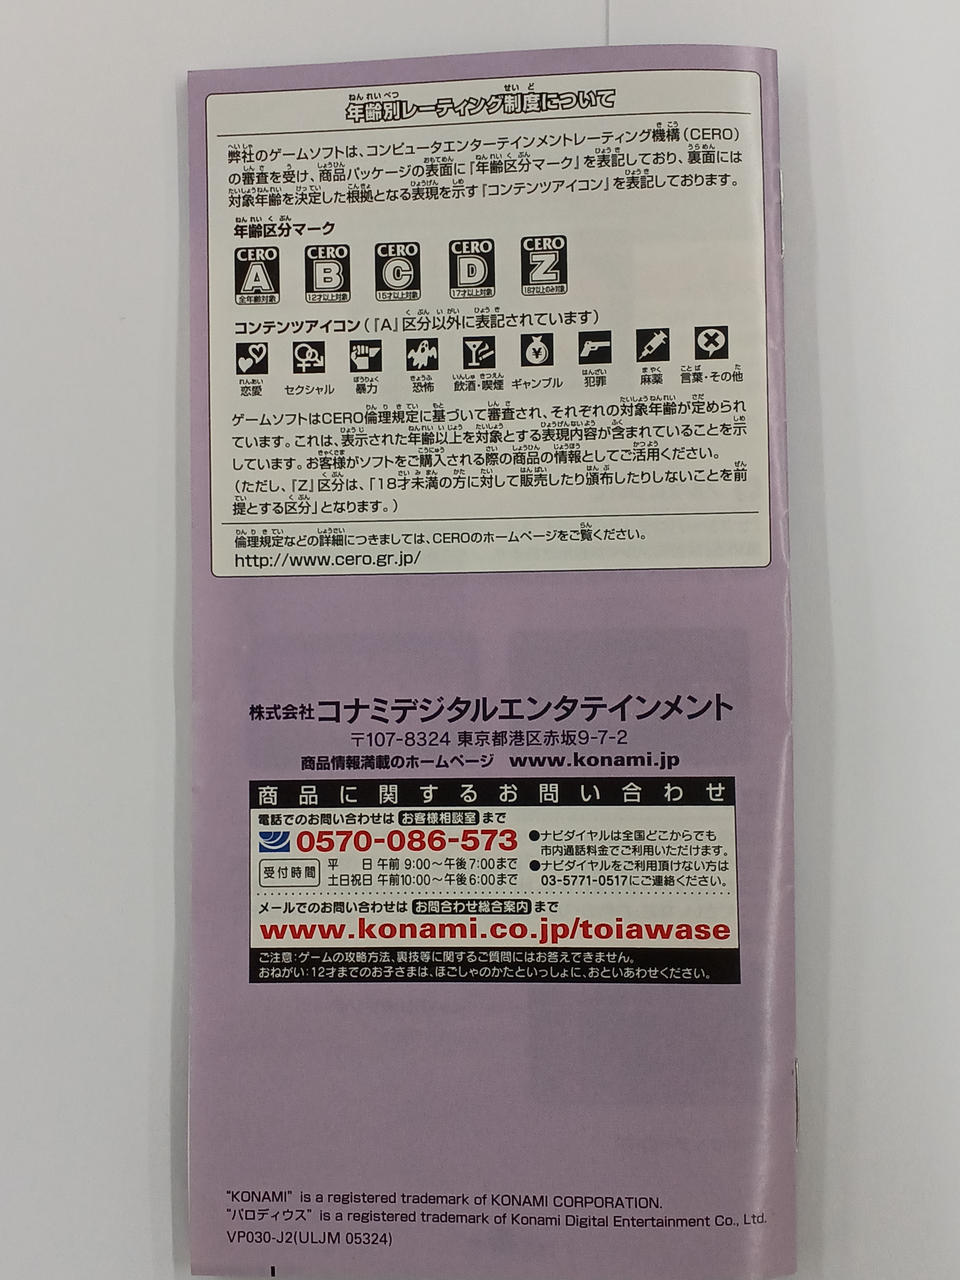 年齢別レーティング制度について
弊社のゲームソフトは、コンピュータエンターテインメントレーティング機構(CERO)
の審査を受け、商品パッケージの表面に『年齢区分マーク』を表記しており、裏面には
対象年齢を決定した根拠となる表現を示す『コンテンツアイコン』を表記しております。
年齢区分マーク
CERO A 全年齢対象
CERO B 12才以上対象
CERO C 15才以上対象
CERO D 17才以上対象
CERO Z 18才以上のみ対象
コンテンツアイコン(『A』区分以外に表記されています)
恋愛 セクシャル 暴力 恐怖 飲酒・喫煙 ギャンブル 犯罪 麻薬 言葉・その他
ゲームソフトはCERO倫理規定に基づいて審査され、それぞれの対象年齢が定められ
ています。これは、表示された年齢以上を対象とする表現内容が含まれていることを示
しています。お客様がソフトをご購入される際の商品の情報としてご活用ください。
(ただし、『Z』区分は、「18才未満の方に対して販売したり頒布したりしないことを前
提とする区分」となります。)
倫理規定などの詳細につきましては、CEROのホームページをご覧ください。
http://www.cero.gr.jp/
株式会社コナミデジタルエンタテインメント
〒107-8324 東京都港区赤坂9-7-2
商品情報満載のホームページ www.konami.jp
商品に関するお問い合わせ
電話でのお問い合わせは お客様相談室 まで
0570-086-573
受付時間
平 日 午前 9:00～午後7:00まで
土日祝日 午前10:00～午後6:00まで
●ナビダイヤルは全国どこからでも
市内通話料金でご利用いただけます。
●ナビダイヤルをご利用頂けない方は
03-5771-0517にご連絡ください。
メールでのお問い合わせは お問合わせ総合案内 まで
www.konami.co.jp/toiawase
ご注意:ゲームの攻略方法、裏技等に関するご質問にはお答えできません。
おねがい:12才までのお子さまは、ほごしゃのかたといっしょに、おといあわせください。
"KONAMI" is a registered trademark of KONAMI CORPORATION.
"パロディウス" is a registered trademark of Konami Digital Entertainment Co., Ltd.
VP030-J2(ULJM 05324)